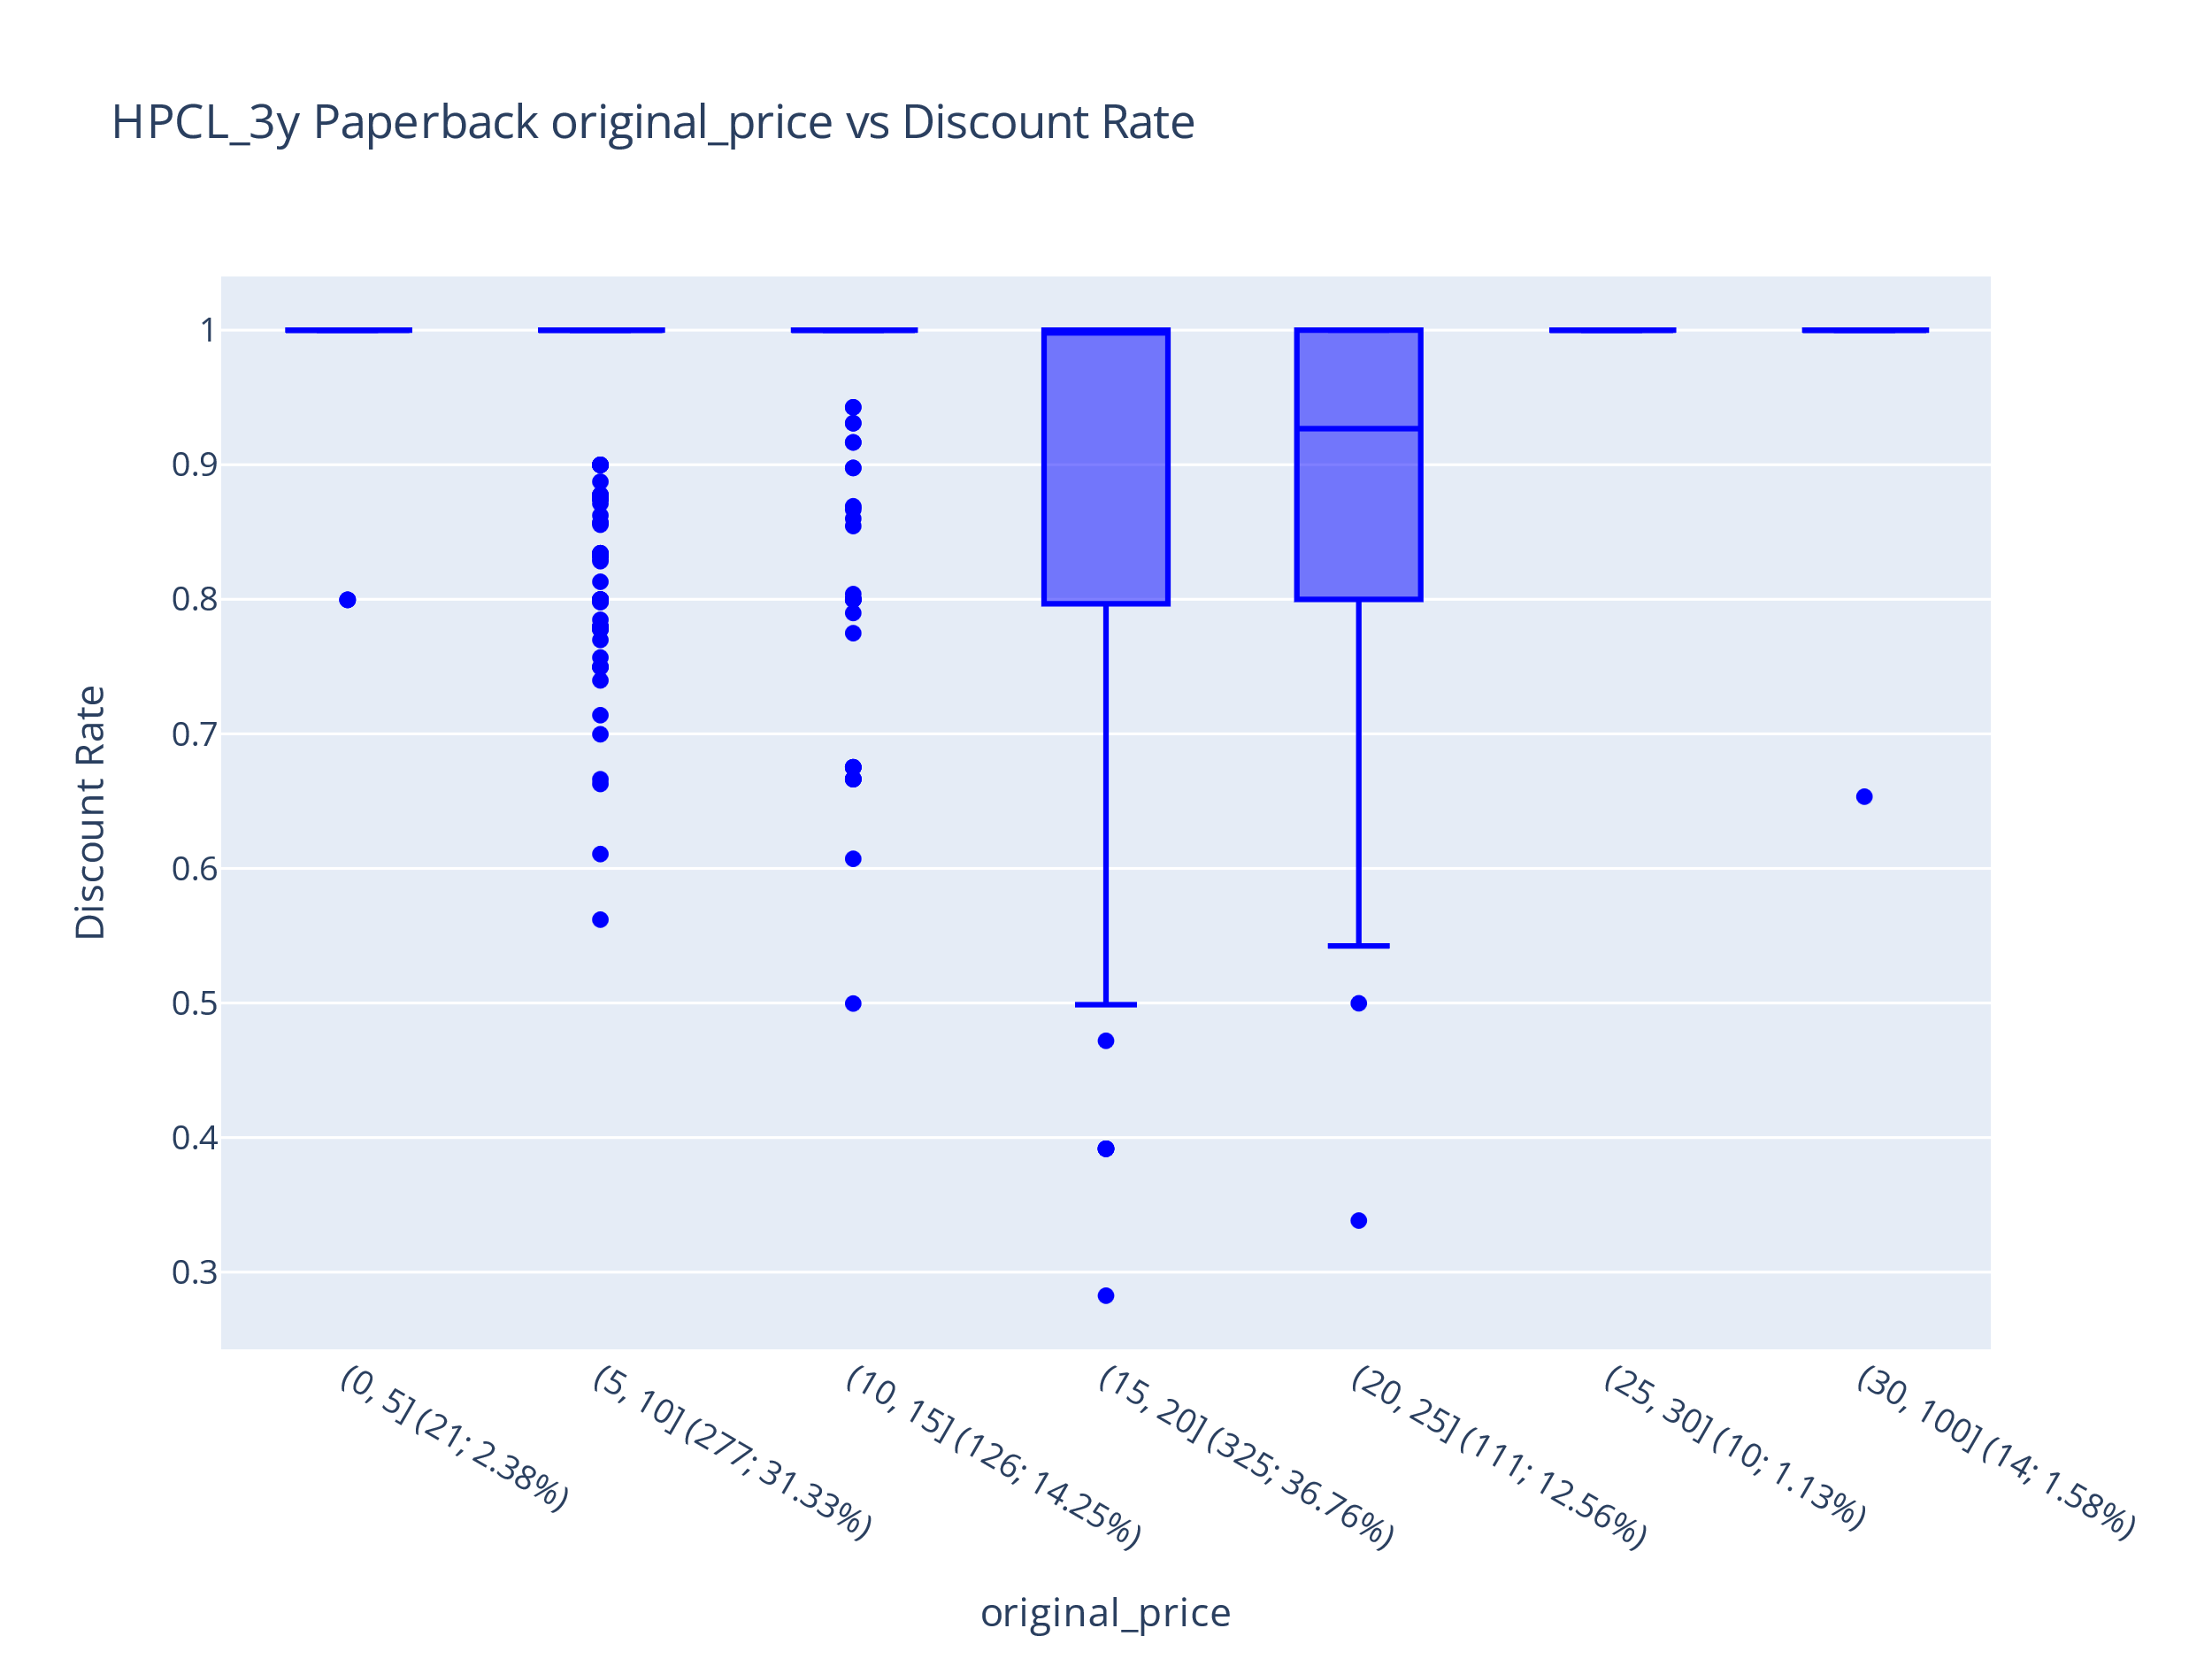 HPCL_3y Paperback original_price vs Discount Rate
1
0.9
0.8
0.7
0.6
0.5
0.4
0.3
Discount Rate
(0, 5] (21; 2.38%)
(5, 10] (277; 31.33%)
(10, 15] (126; 14.25%)
(15, 20] (325; 36.76%)
(20, 25] (111; 12.56%)
(25, 30] (10; 1.13%)
(30, 100] (14; 1.58%)
original_price